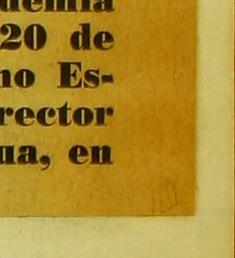 demia
20 de
no Es-
rector
ua, en